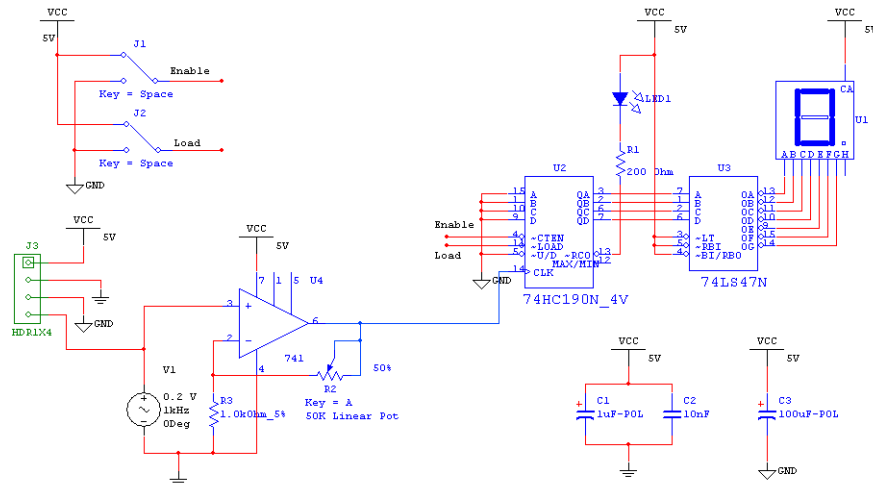 VCC
5V
J1
Enable
Key = Space
J2
Load
Key = Space
GND
VCC
5V
J3
HDR1X4
GND
VCC
5V
U4
7
1
5
3
+
2
−
6
4
741
50%
R2
Key = A
50K Linear Pot
R3
1.0kOhm_5%
V1
0.2 V
1kHz
0Deg
VCC
5V
LED1
R1
200 Ohm
U2
15 A QA 3
1 B QB 2
10 C QC 6
9 D QD 7
Enable
4 ~CTEN
11 ~LOAD
Load
5 ~U/D ~RCO 13
MAX/MIN 12
14 CLK
GND
74HC190N_4V
U3
7 A OA 13
1 B OB 12
2 C OC 11
6 D OD 10
OE 9
3 ~LT OF 15
5 ~RBI OG 14
4 ~BI/RBO
74LS47N
VCC
5V
CA
U1
A B C D E F G H
VCC
5V
+
C1
1uF-POL
C2
10nF
VCC
5V
+
C3
100uF-POL
GND